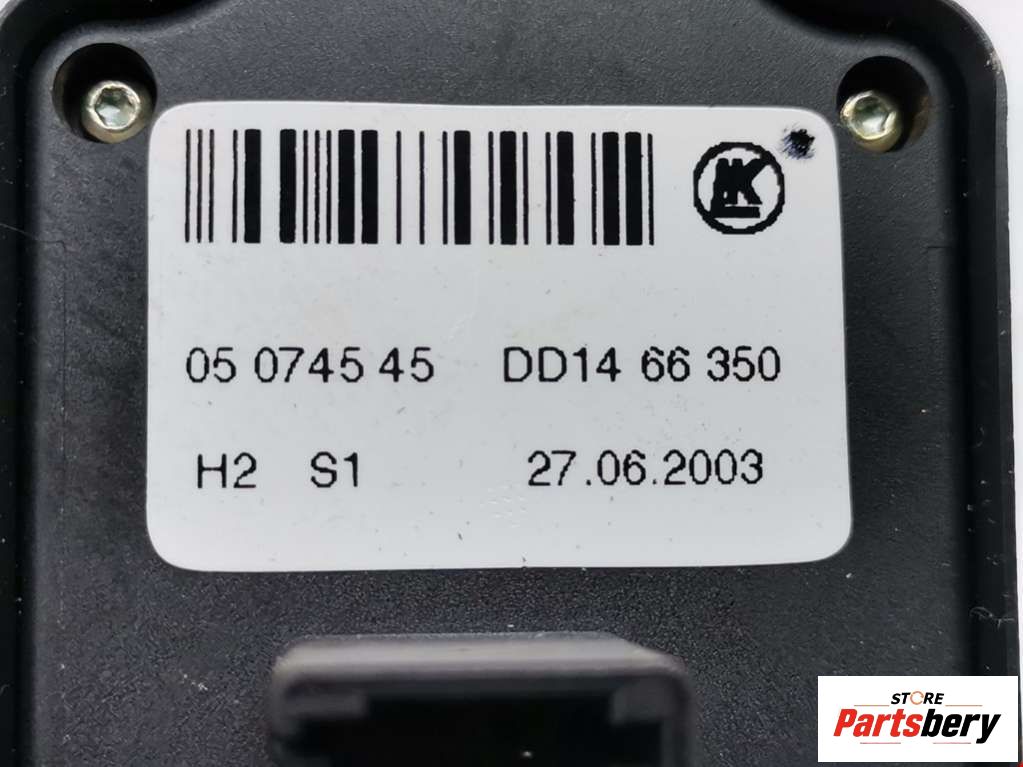 05 0745 45 DD14 66 350
H2 S1 27.06.2003
STORE
Partsbery